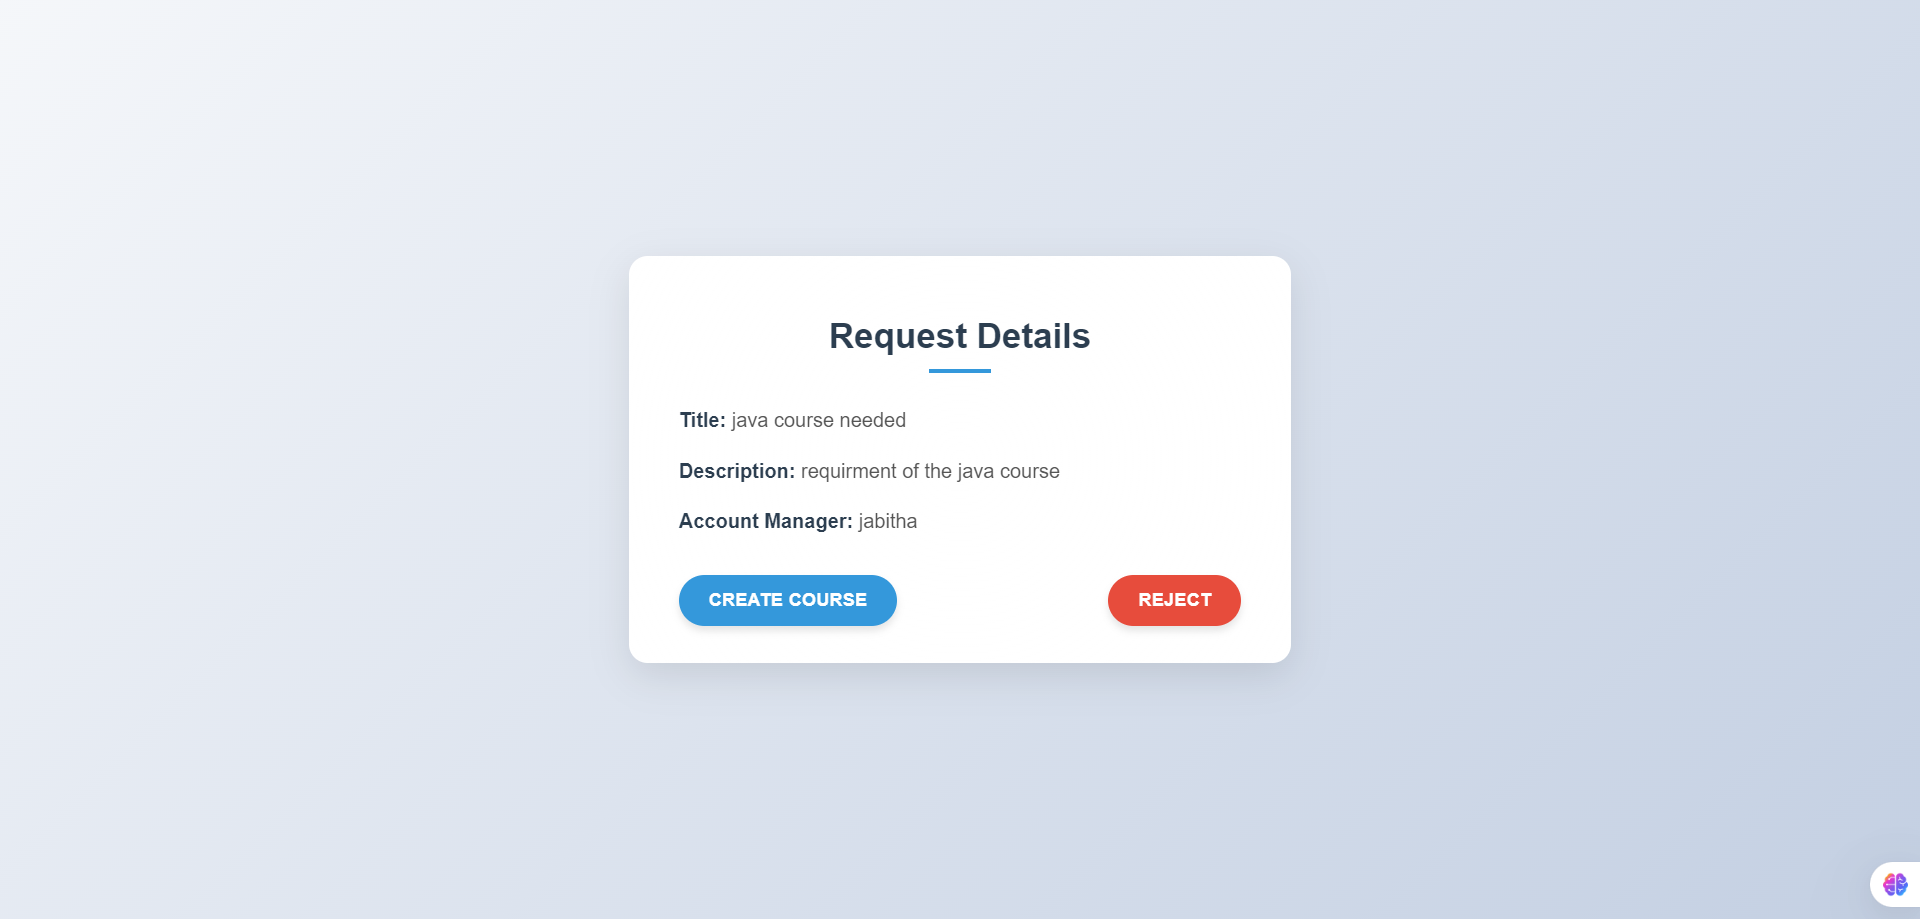 Request Details
Title: java course needed
Description: requirment of the java course
Account Manager: jabitha
CREATE COURSE
REJECT